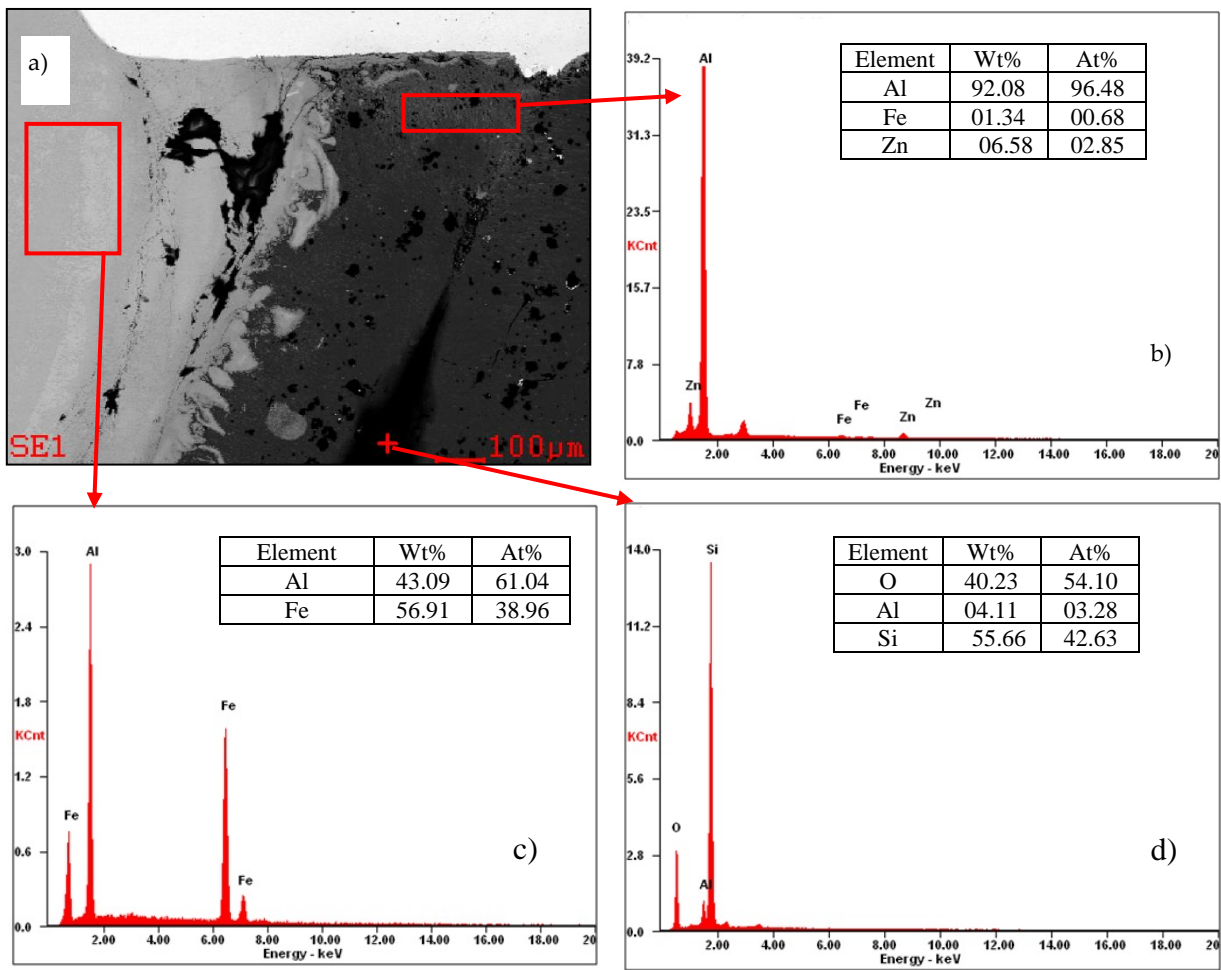 a)
SE1
100µm
Element Wt% At%
Al 92.08 96.48
Fe 01.34 00.68
Zn 06.58 02.85
39.2
31.3
23.5
KCnt
15.7
7.8
0.0
Al
Zn
Fe
Fe
Zn
Zn
b)
2.00 4.00 6.00 8.00 10.00 12.00 14.00 16.00 18.00 20
Energy - keV
Element Wt% At%
Al 43.09 61.04
Fe 56.91 38.96
3.0
2.4
1.8
KCnt
1.2
0.6
0.0
Al
Fe
Fe
Fe
c)
2.00 4.00 6.00 8.00 10.00 12.00 14.00 16.00 18.00 20
Energy - keV
Element Wt% At%
O 40.23 54.10
Al 04.11 03.28
Si 55.66 42.63
14.0
11.2
8.4
KCnt
5.6
2.8
0.0
Si
O
Al
d)
2.00 4.00 6.00 8.00 10.00 12.00 14.00 16.00 18.00 20
Energy - keV